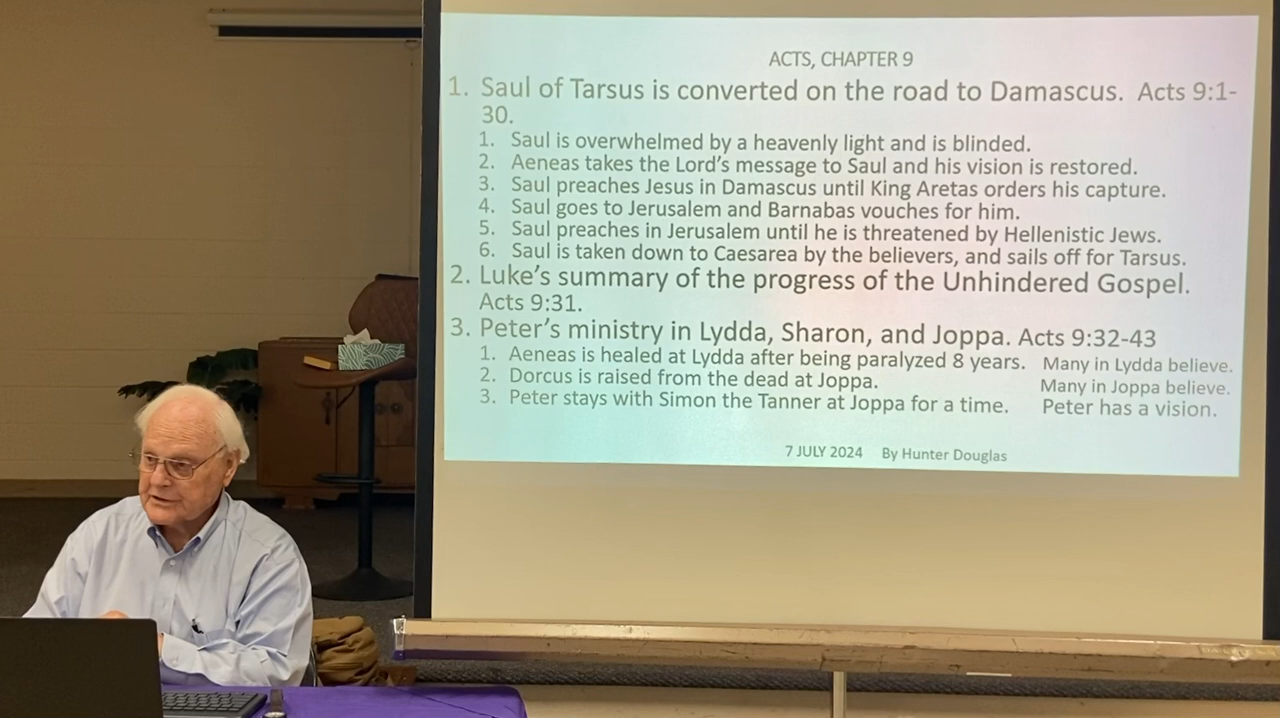 ACTS, CHAPTER 9
1. Saul of Tarsus is converted on the road to Damascus. Acts 9:1-
30.
1. Saul is overwhelmed by a heavenly light and is blinded.
2. Aeneas takes the Lord's message to Saul and his vision is restored.
3. Saul preaches Jesus in Damascus until King Aretas orders his capture.
4. Saul goes to Jerusalem and Barnabas vouches for him.
5. Saul preaches in Jerusalem until he is threatened by Hellenistic Jews.
6. Saul is taken down to Caesarea by the believers, and sails off for Tarsus.
2. Luke's summary of the progress of the Unhindered Gospel.
Acts 9:31.
3. Peter's ministry in Lydda, Sharon, and Joppa. Acts 9:32-43
1. Aeneas is healed at Lydda after being paralyzed 8 years. Many in Lydda believe.
2. Dorcus is raised from the dead at Joppa. Many in Joppa believe.
3. Peter stays with Simon the Tanner at Joppa for a time. Peter has a vision.
7 JULY 2024 By Hunter Douglas